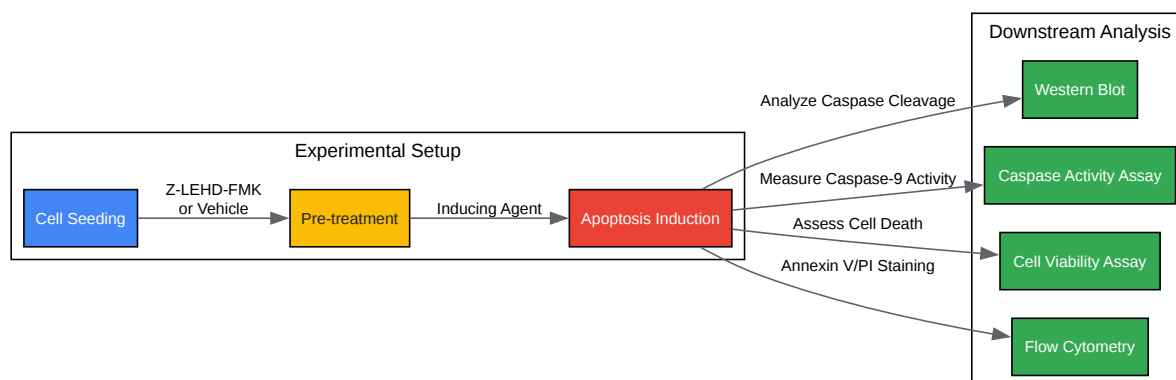 Experimental Setup
Cell Seeding
Z-LEHD-FMK
or Vehicle
Pre-treatment
Inducing Agent
Apoptosis Induction
Analyze Caspase Cleavage
Measure Caspase-9 Activity
Assess Cell Death
Annexin V/PI Staining
Downstream Analysis
Western Blot
Caspase Activity Assay
Cell Viability Assay
Flow Cytometry